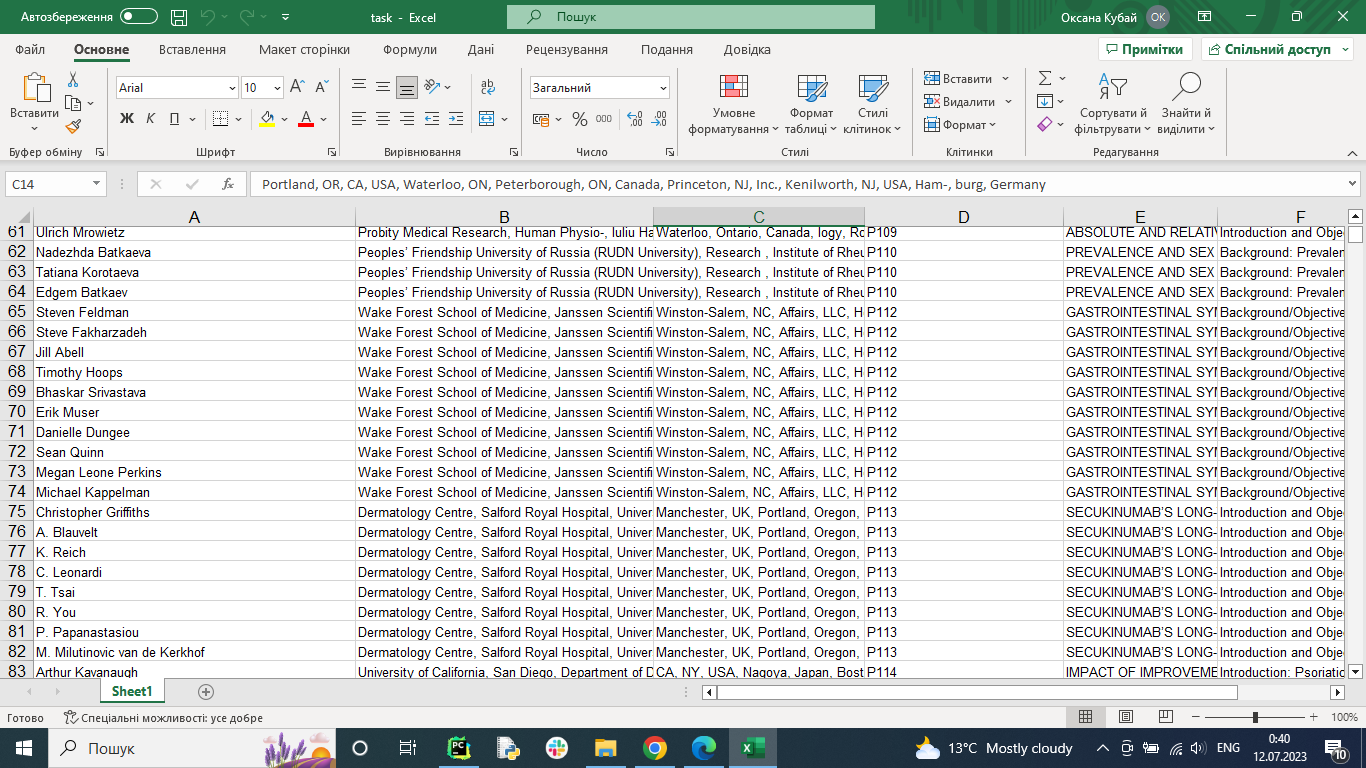 Автозбереження task - Excel Пошук Оксана Кубай ОК
Файл Основне Вставлення Макет сторінки Формули Дані Рецензування Подання Довідка Примітки Спільний доступ
Вставити Arial 10 Загальний Умовне форматування Формат таблиці Стилі клітинок Вставити Видалити Формат Сортувати й фільтрувати Знайти й виділити
Ж К П А % 000
Буфер обміну Шрифт Вирівнювання Число Стилі Клітинки Редагування
C14 fx Portland, OR, CA, USA, Waterloo, ON, Peterborough, ON, Canada, Princeton, NJ, Inc., Kenilworth, NJ, USA, Ham-, burg, Germany
A B C D E F
61 Ulrich Mrowietz Probity Medical Research, Human Physio-, Iuliu Ha Waterloo, Ontario, Canada, logy, Ro P109 ABSOLUTE AND RELATIV Introduction and Obje
62 Nadezhda Batkaeva Peoples' Friendship University of Russia (RUDN University), Research , Institute of Rheu P110 PREVALENCE AND SEX Background: Prevalen
63 Tatiana Korotaeva Peoples' Friendship University of Russia (RUDN University), Research , Institute of Rheu P110 PREVALENCE AND SEX Background: Prevalen
64 Edgem Batkaev Peoples' Friendship University of Russia (RUDN University), Research , Institute of Rheu P110 PREVALENCE AND SEX Background: Prevalen
65 Steven Feldman Wake Forest School of Medicine, Janssen Scientifi Winston-Salem, NC, Affairs, LLC, H P112 GASTROINTESTINAL SYM Background/Objective
66 Steve Fakharzadeh Wake Forest School of Medicine, Janssen Scientifi Winston-Salem, NC, Affairs, LLC, H P112 GASTROINTESTINAL SYM Background/Objective
67 Jill Abell Wake Forest School of Medicine, Janssen Scientifi Winston-Salem, NC, Affairs, LLC, H P112 GASTROINTESTINAL SYM Background/Objective
68 Timothy Hoops Wake Forest School of Medicine, Janssen Scientifi Winston-Salem, NC, Affairs, LLC, H P112 GASTROINTESTINAL SYM Background/Objective
69 Bhaskar Srivastava Wake Forest School of Medicine, Janssen Scientifi Winston-Salem, NC, Affairs, LLC, H P112 GASTROINTESTINAL SYM Background/Objective
70 Erik Muser Wake Forest School of Medicine, Janssen Scientifi Winston-Salem, NC, Affairs, LLC, H P112 GASTROINTESTINAL SYM Background/Objective
71 Danielle Dungee Wake Forest School of Medicine, Janssen Scientifi Winston-Salem, NC, Affairs, LLC, H P112 GASTROINTESTINAL SYM Background/Objective
72 Sean Quinn Wake Forest School of Medicine, Janssen Scientifi Winston-Salem, NC, Affairs, LLC, H P112 GASTROINTESTINAL SYM Background/Objective
73 Megan Leone Perkins Wake Forest School of Medicine, Janssen Scientifi Winston-Salem, NC, Affairs, LLC, H P112 GASTROINTESTINAL SYM Background/Objective
74 Michael Kappelman Wake Forest School of Medicine, Janssen Scientifi Winston-Salem, NC, Affairs, LLC, H P112 GASTROINTESTINAL SYM Background/Objective
75 Christopher Griffiths Dermatology Centre, Salford Royal Hospital, Univer Manchester, UK, Portland, Oregon, P113 SECUKINUMAB'S LONG- Introduction and Obje
76 A. Blauvelt Dermatology Centre, Salford Royal Hospital, Univer Manchester, UK, Portland, Oregon, P113 SECUKINUMAB'S LONG- Introduction and Obje
77 K. Reich Dermatology Centre, Salford Royal Hospital, Univer Manchester, UK, Portland, Oregon, P113 SECUKINUMAB'S LONG- Introduction and Obje
78 C. Leonardi Dermatology Centre, Salford Royal Hospital, Univer Manchester, UK, Portland, Oregon, P113 SECUKINUMAB'S LONG- Introduction and Obje
79 T. Tsai Dermatology Centre, Salford Royal Hospital, Univer Manchester, UK, Portland, Oregon, P113 SECUKINUMAB'S LONG- Introduction and Obje
80 R. You Dermatology Centre, Salford Royal Hospital, Univer Manchester, UK, Portland, Oregon, P113 SECUKINUMAB'S LONG- Introduction and Obje
81 P. Papanastasiou Dermatology Centre, Salford Royal Hospital, Univer Manchester, UK, Portland, Oregon, P113 SECUKINUMAB'S LONG- Introduction and Obje
82 M. Milutinovic van de Kerkhof Dermatology Centre, Salford Royal Hospital, Univer Manchester, UK, Portland, Oregon, P113 SECUKINUMAB'S LONG- Introduction and Obje
83 Arthur Kavanaugh University of California, San Diego, Department of D CA, NY, USA, Nagoya, Japan, Bost P114 IMPACT OF IMPROVEME Introduction: Psoriatic
Sheet1
Готово Спеціальні можливості: усе добре 100%
Пошук 13°C Mostly cloudy ENG 0:40
12.07.2023 10